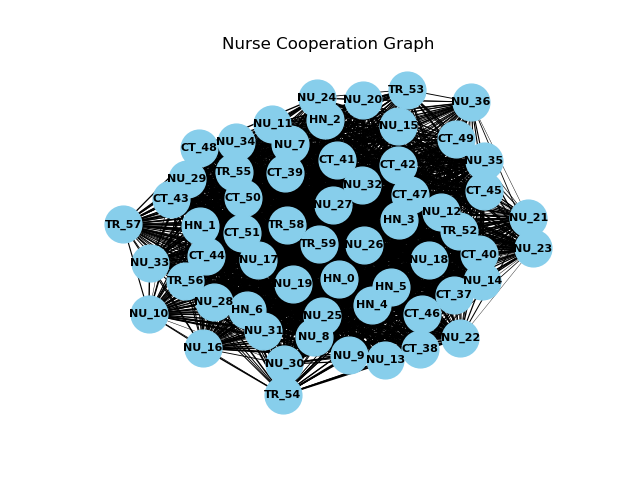 Nurse Cooperation Graph
TR_53
NU_24
NU_20
NU_36
HN_2
NU_11
NU_15
CT_49
NU_34
NU_7
CT_48
CT_41
NU_35
CT_42
TR_55
CT_39
NU_29
NU_32
CT_45
CT_47
CT_43
CT_50
NU_27
NU_12
NU_21
HN_3
TR_57
HN_1
TR_58
CT_51
TR_52
TR_59
NU_26
NU_23
CT_40
CT_44
NU_17
NU_18
NU_33
HN_0
NU_14
TR_56
NU_19
HN_5
CT_37
NU_28
HN_4
HN_6
NU_10
CT_46
NU_25
NU_31
NU_8
NU_22
NU_16
CT_38
NU_9
NU_13
NU_30
TR_54